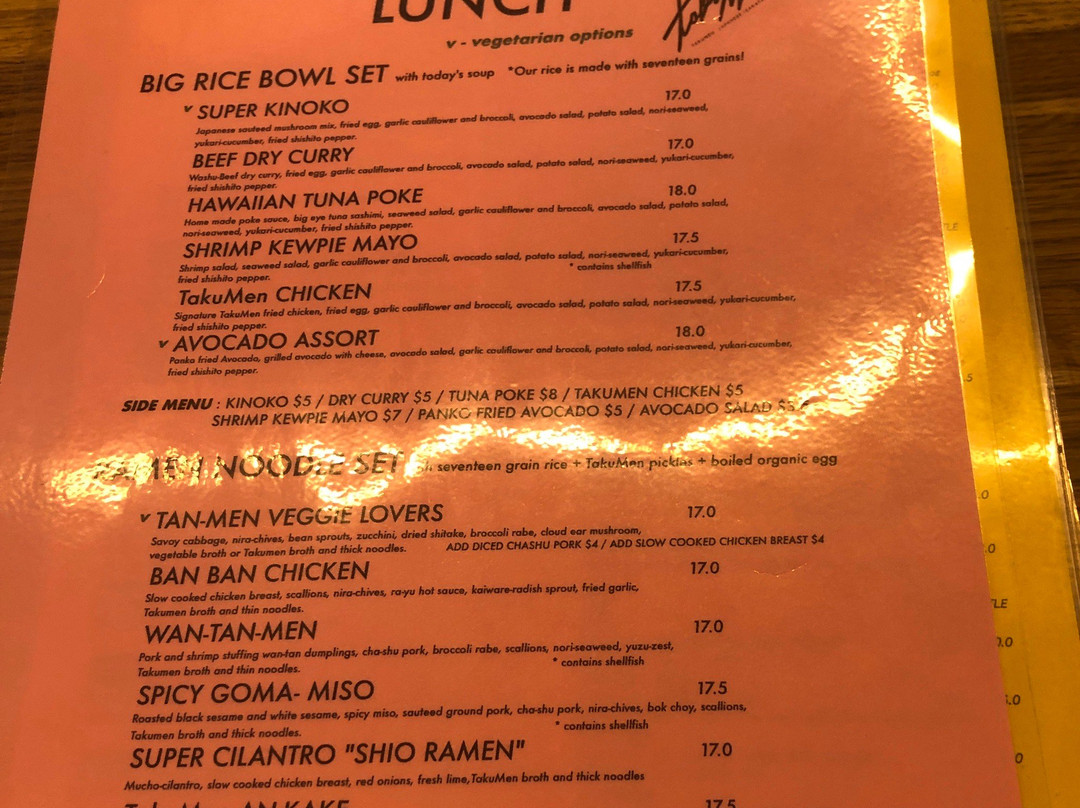 LUNCH
v - vegetarian options
BIG RICE BOWL SET with today's soup *Our rice is made with seventeen grains!
v SUPER KINOKO 17.0
Japanese sauteed mushroom mix, fried egg, garlic cauliflower and broccoli, avocado salad, potato salad, nori-seaweed,
yukari-cucumber, fried shishito pepper.
BEEF DRY CURRY 17.0
Washu-Beef dry curry, fried egg, garlic cauliflower and broccoli, avocado salad, potato salad, nori-seaweed, yukari-cucumber,
fried shishito pepper.
HAWAIIAN TUNA POKE 18.0
Home made poke sauce, big eye tuna sashimi, seaweed salad, garlic cauliflower and broccoli, avocado salad, potato salad,
nori-seaweed, yukari-cucumber, fried shishito pepper.
SHRIMP KEWPIE MAYO 17.5
Shrimp salad, seaweed salad, garlic cauliflower and broccoli, avocado salad, potato salad, nori-seaweed, yukari-cucumber,
fried shishito pepper. * contains shellfish
TakuMen CHICKEN 17.5
Signature TakuMen fried chicken, fried egg, garlic cauliflower and broccoli, avocado salad, potato salad, nori-seaweed, yukari-cucumber,
fried shishito pepper.
v AVOCADO ASSORT 18.0
Panko fried Avocado, grilled avocado with cheese, avocado salad, garlic cauliflower and broccoli, potato salad, nori-seaweed, yukari-cucumber,
fried shishito pepper.
SIDE MENU : KINOKO $5 / DRY CURRY $5 / TUNA POKE $8 / TAKUMEN CHICKEN $5
SHRIMP KEWPIE MAYO $7 / PANKO FRIED AVOCADO $5 / AVOCADO SALAD
RAMEN NOODLE SET seventeen grain rice + TakuMen pickles + boiled organic egg
v TAN-MEN VEGGIE LOVERS 17.0
Savoy cabbage, nira-chives, bean sprouts, zucchini, dried shitake, broccoli rabe, cloud ear mushroom,
vegetable broth or Takumen broth and thick noodles. ADD DICED CHASHU PORK $4 / ADD SLOW COOKED CHICKEN BREAST $4
BAN BAN CHICKEN 17.0
Slow cooked chicken breast, scallions, nira-chives, ra-yu hot sauce, kaiware-radish sprout, fried garlic,
Takumen broth and thin noodles.
WAN-TAN-MEN 17.0
Pork and shrimp stuffing wan-tan dumplings, cha-shu pork, broccoli rabe, scallions, nori-seaweed, yuzu-zest,
Takumen broth and thin noodles. * contains shellfish
SPICY GOMA- MISO 17.5
Roasted black sesame and white sesame, spicy miso, sauteed ground pork, cha-shu pork, nira-chives, bok choy, scallions,
Takumen broth and thick noodles. * contains shellfish
SUPER CILANTRO "SHIO RAMEN" 17.0
Mucho-cilantro, slow cooked chicken breast, red onions, fresh lime,TakuMen broth and thick noodles
TakuMen AN KAKE 17.5